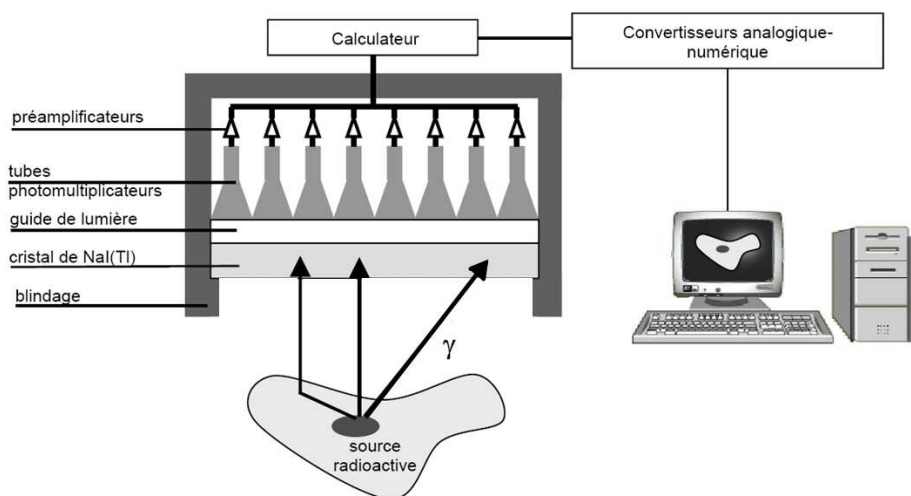 Calculateur
Convertisseurs analogique-
numérique
préamplificateurs
tubes
photomultiplicateurs
guide de lumière
cristal de NaI(Tl)
blindage
γ
source
radioactive